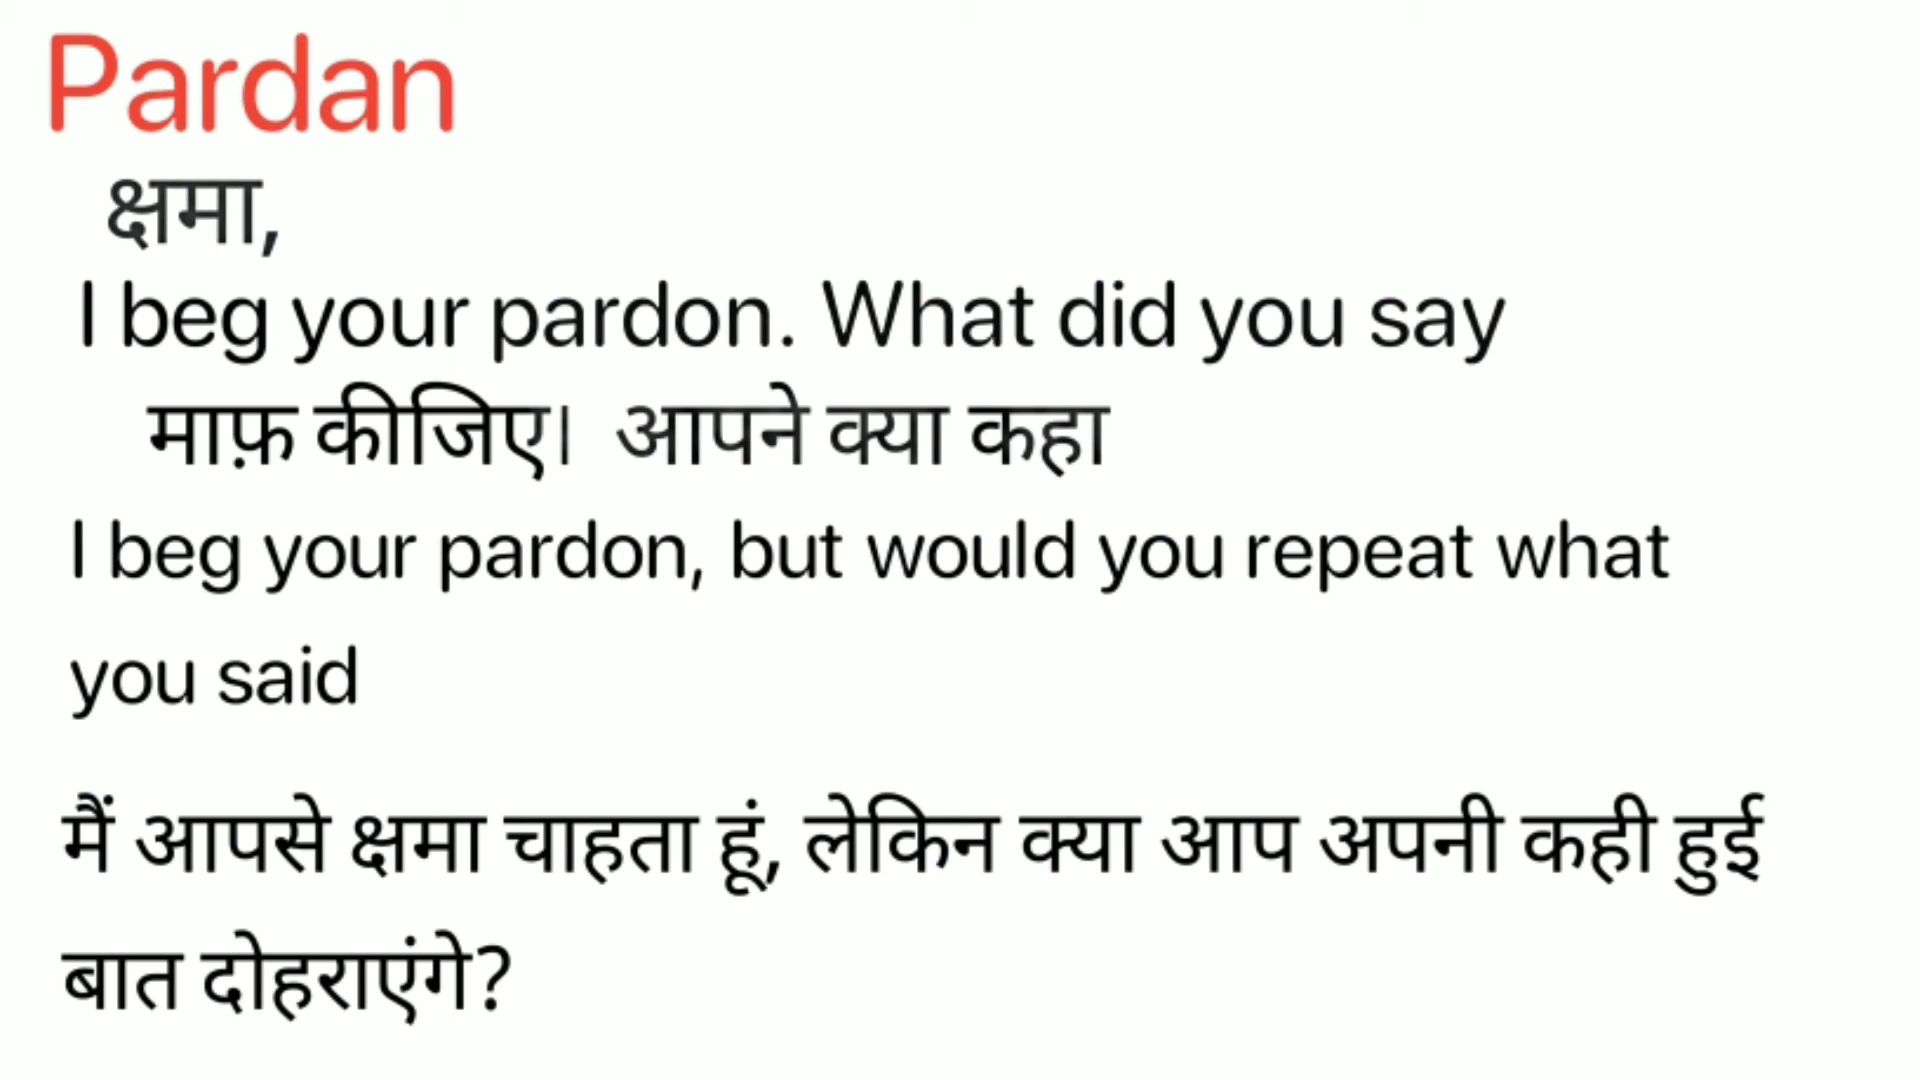 Pardan
क्षमा,
I beg your pardon. What did you say
माफ़ कीजिए। आपने क्या कहा
I beg your pardon, but would you repeat what
you said
मैं आपसे क्षमा चाहता हूं, लेकिन क्या आप अपनी कही हुई
बात दोहराएंगे?